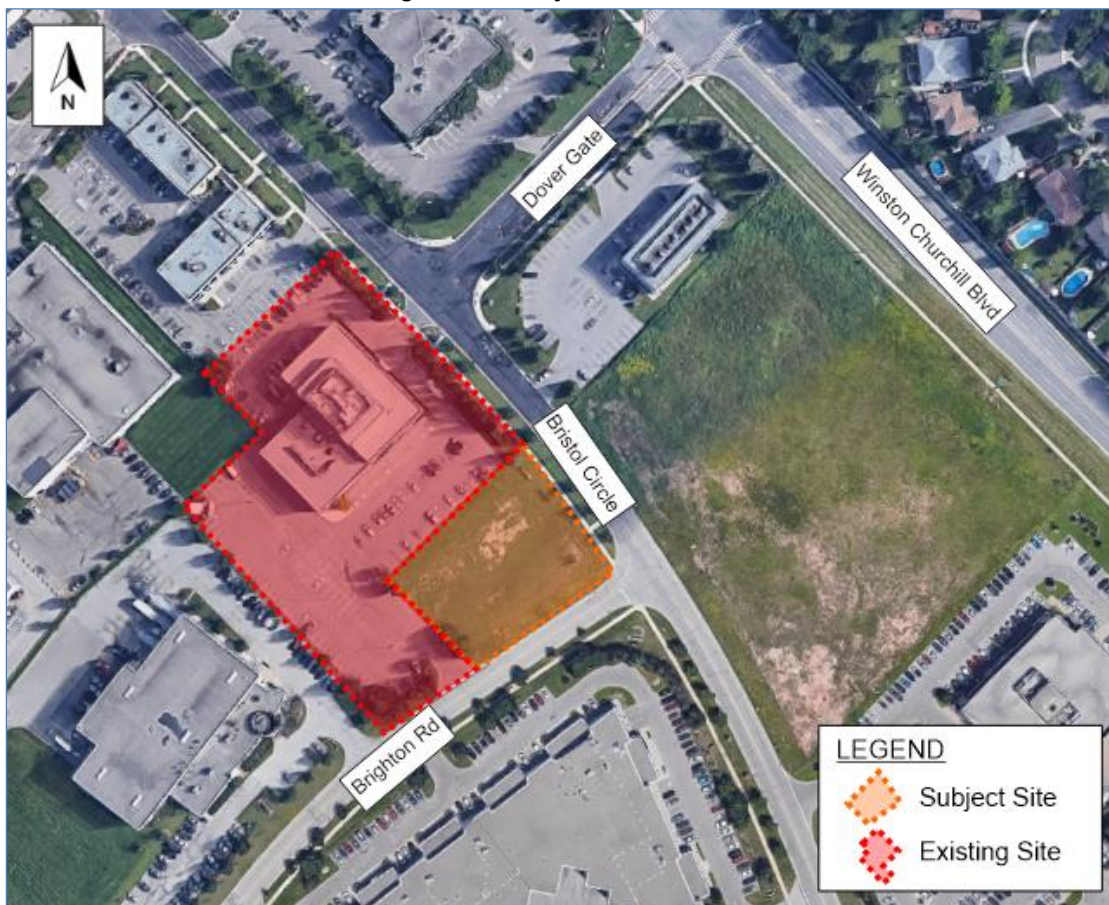 N
Dover Gate
Winston Churchill Blvd
Bristol Circle
Brighton Rd
LEGEND
Subject Site
Existing Site